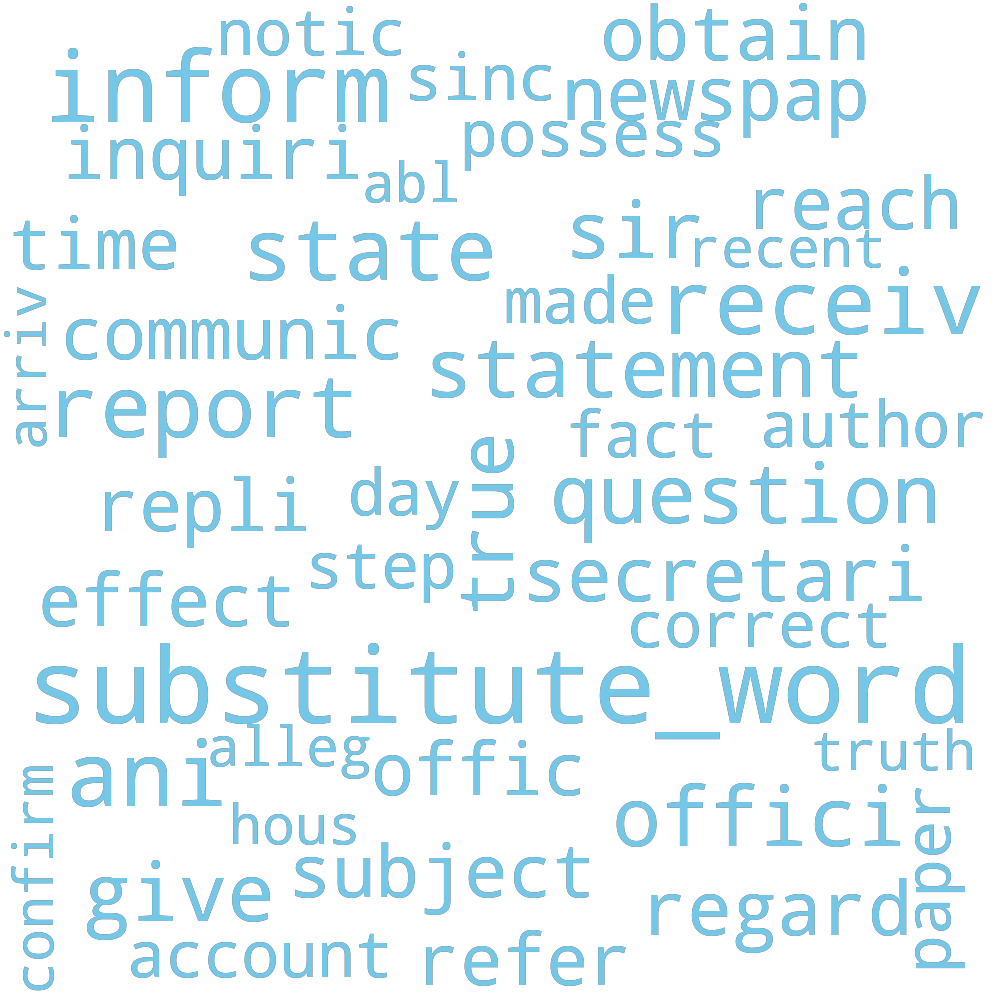 notic
obtain
inform
sinc
newspap
possess
inquiri
abl
reach
time
state
sir
recent
made
receiv
arriv
communic
statement
report
fact
author
true
repli
day
question
step
secretari
effect
correct
substitute_word
ani
alleg
offic
truth
confirm
hous
offici
paper
give
subject
regard
account
refer